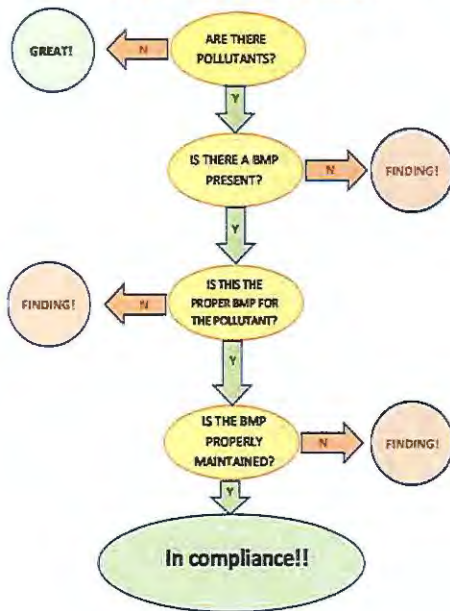 ARE THERE
POLLUTANTS?
N
GREAT!
Y
IS THERE A BMP
PRESENT?
N
FINDING!
Y
IS THIS THE
PROPER BMP FOR
THE POLLUTANT?
N
FINDING!
Y
IS THE BMP
PROPERLY
MAINTAINED?
N
FINDING!
Y
In compliance!!